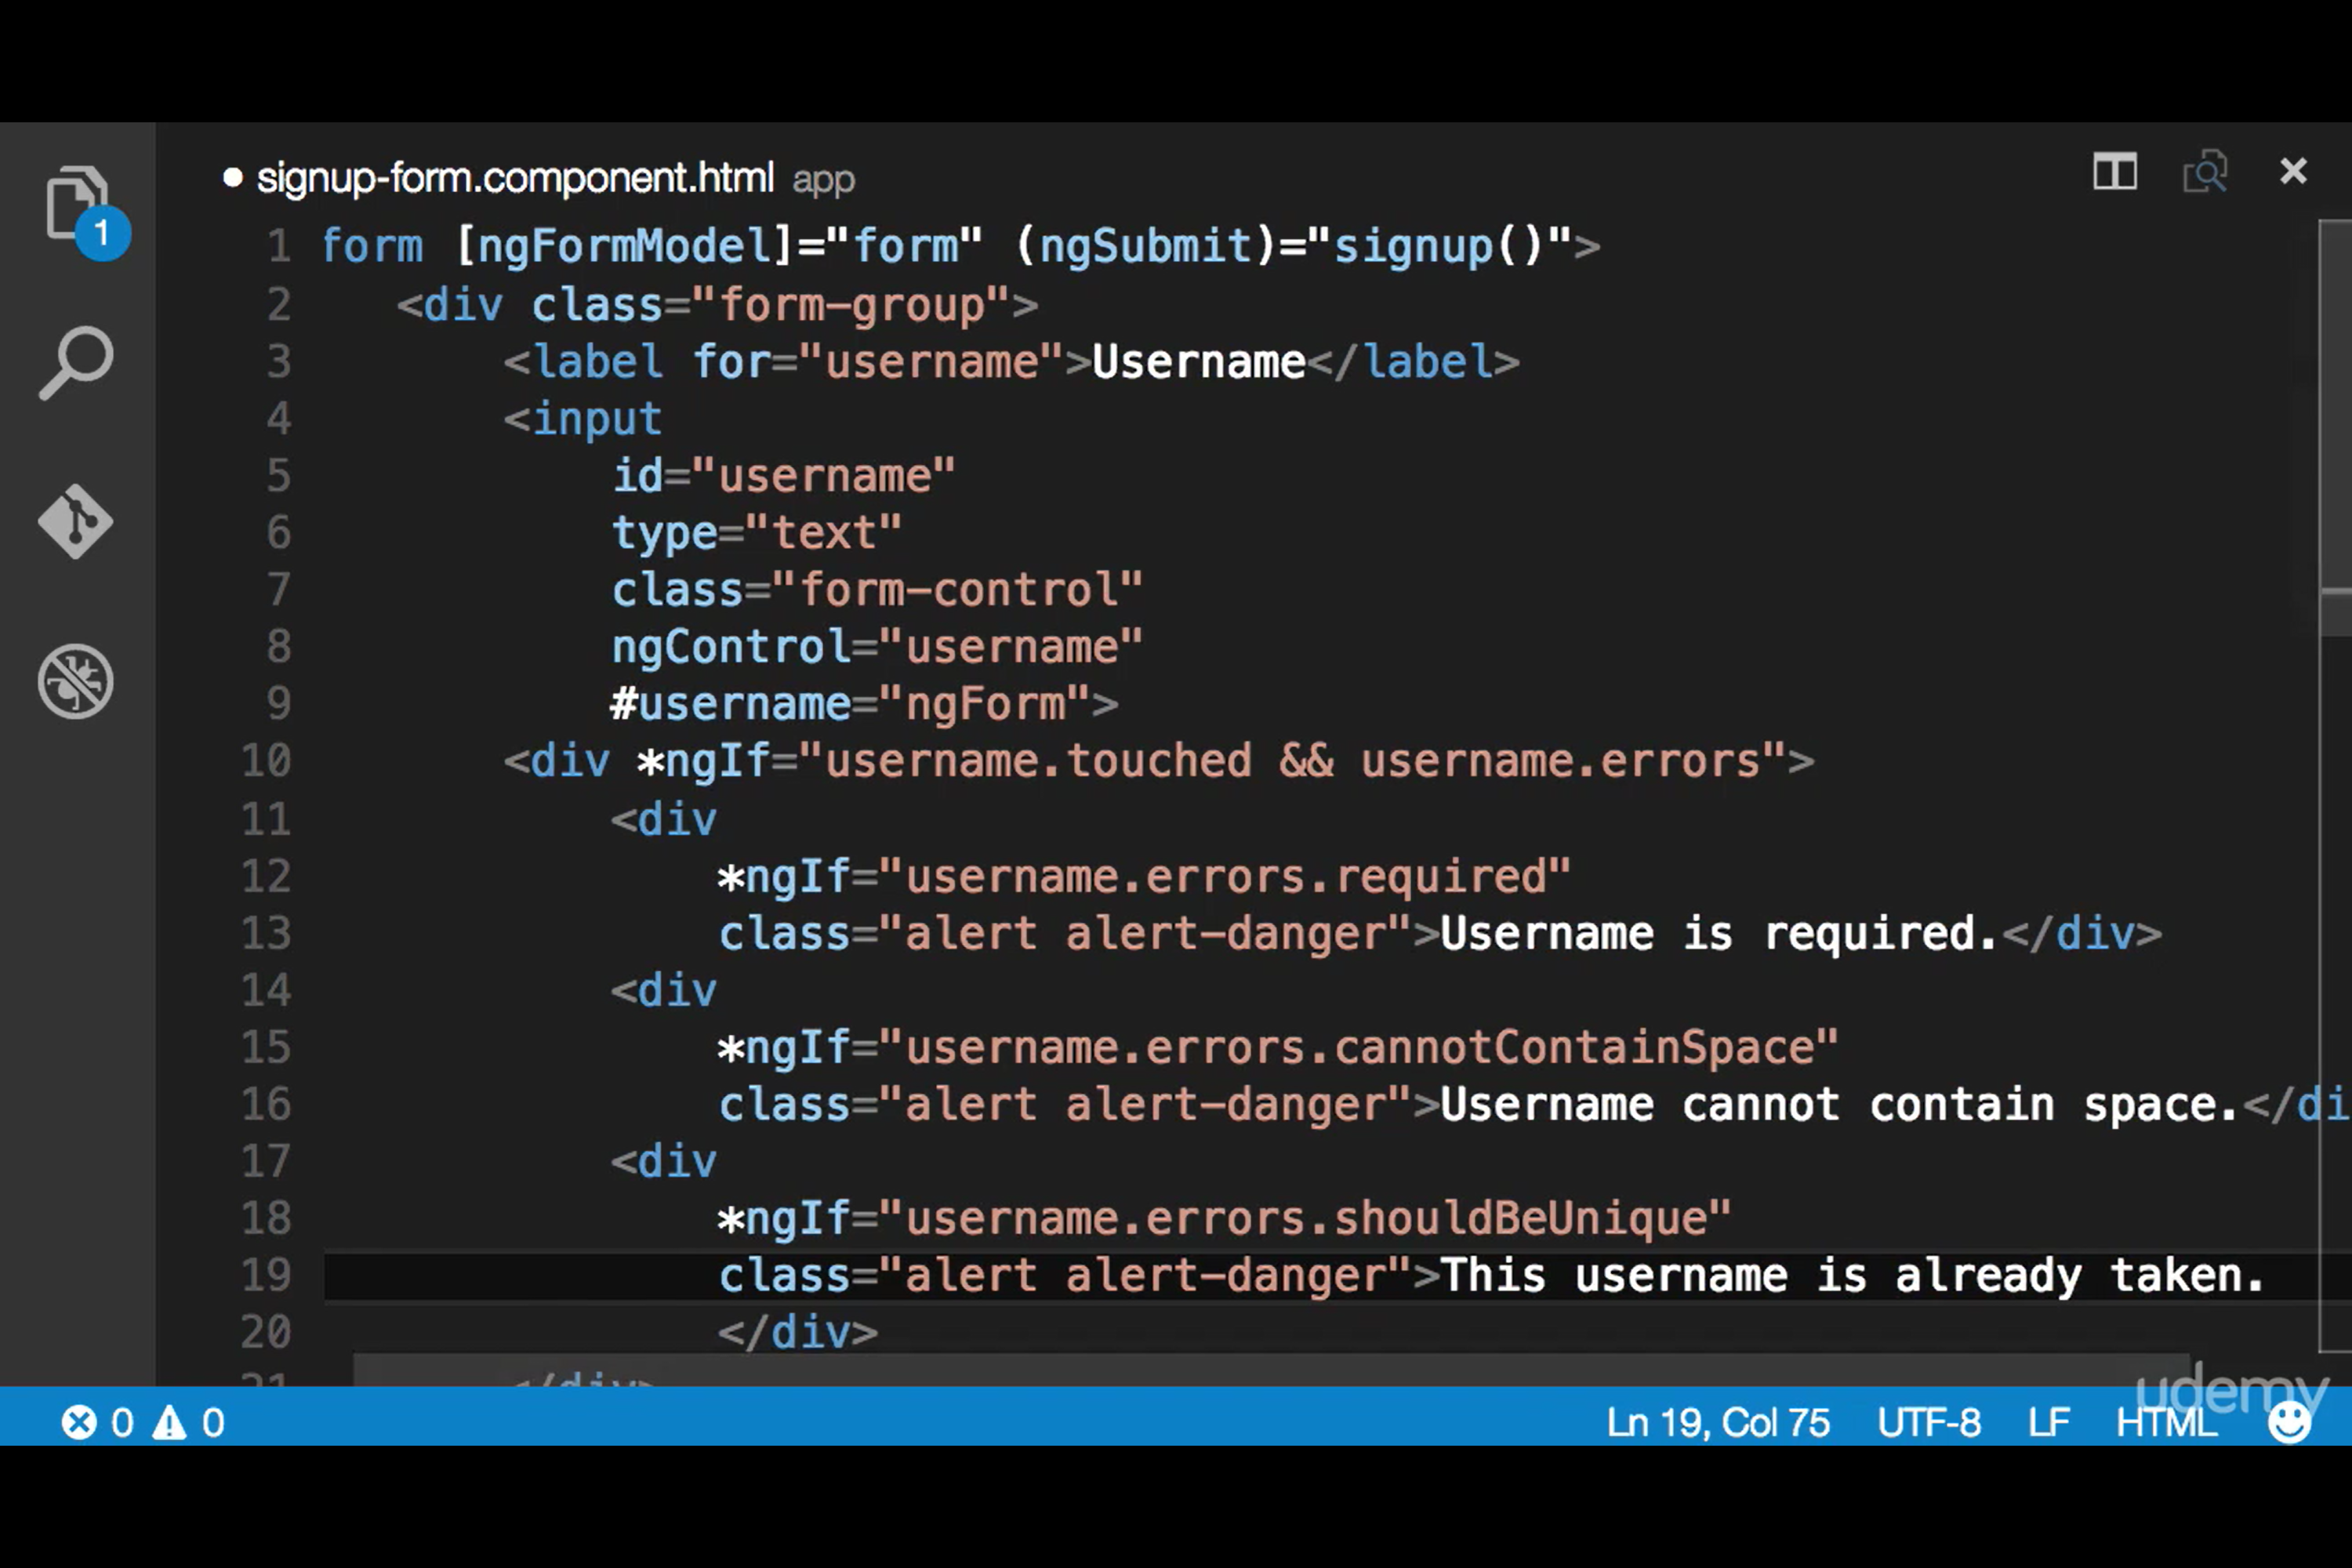 1
signup-form.component.html app
1 form [ngFormModel]="form" (ngSubmit)="signup()">
2 <div class="form-group">
3 <label for="username">Username</label>
4 <input
5 id="username"
6 type="text"
7 class="form-control"
8 ngControl="username"
9 #username="ngForm">
10 <div *ngIf="username.touched && username.errors">
11 <div
12 *ngIf="username.errors.required"
13 class="alert alert-danger">Username is required.</div>
14 <div
15 *ngIf="username.errors.cannotContainSpace"
16 class="alert alert-danger">Username cannot contain space.</di
17 <div
18 *ngIf="username.errors.shouldBeUnique"
19 class="alert alert-danger">This username is already taken.
20 </div>
21 </div>
udemy
0 0 Ln 19, Col 75 UTF-8 LF HTML